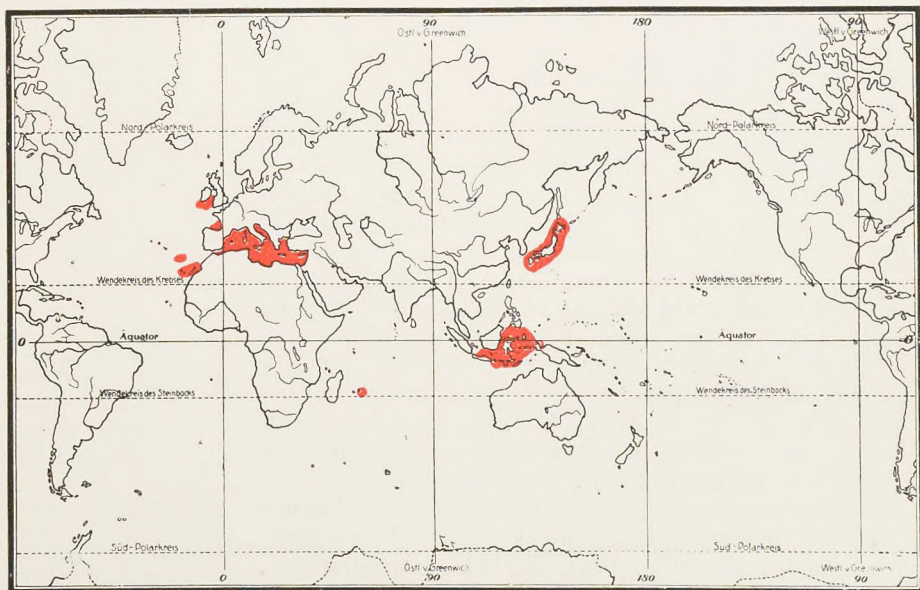 0 90 180 90
Östl v Greenwich Westl v Greenwich
Nord-Polarkreis Nord-Polarkreis
Wendekreis des Krebses Wendekreis des Krebses
0 Äquator Äquator 0
Wendekreis des Steinbocks Wendekreis des Steinbocks
Süd-Polarkreis Süd-Polarkreis
Östl v Greenwich Westl v Greenwich
0 90 180 90